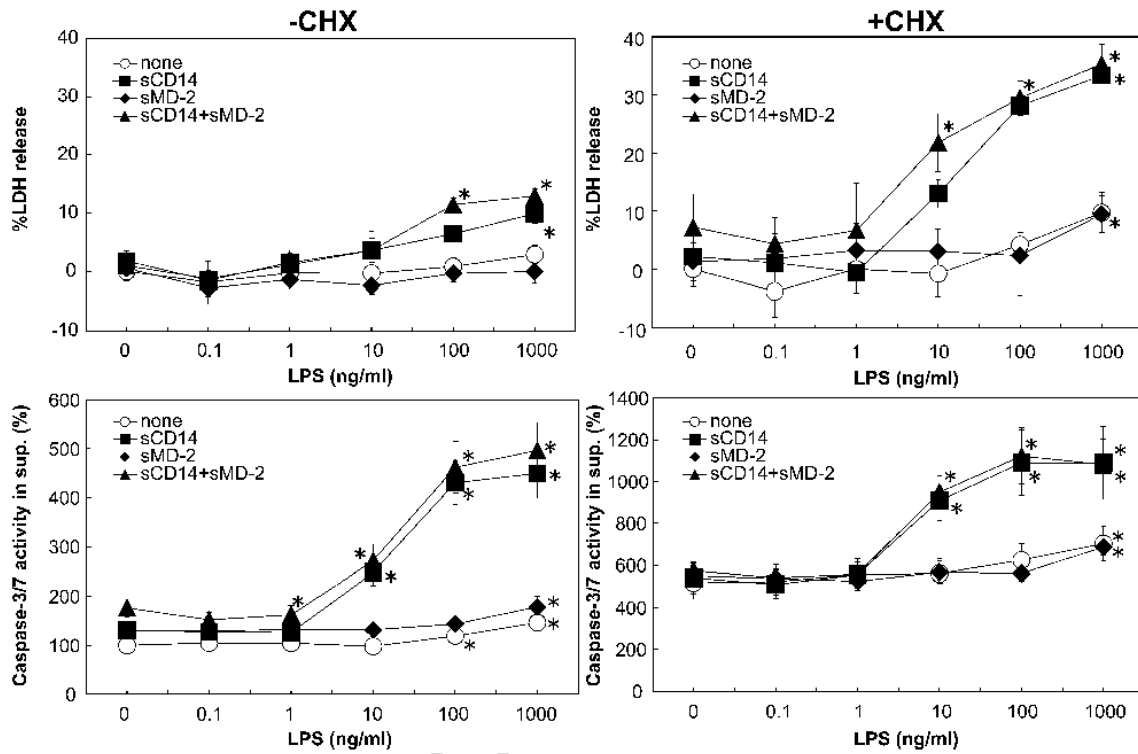 -CHX
+CHX
%LDH release
40
30
20
10
0
-10
none
sCD14
sMD-2
sCD14+sMD-2
*
*
*
0 0.1 1 10 100 1000
LPS (ng/ml)
%LDH release
40
30
20
10
0
-10
none
sCD14
sMD-2
sCD14+sMD-2
*
*
*
*
*
0 0.1 1 10 100 1000
LPS (ng/ml)
Caspase-3/7 activity in sup. (%)
600
500
400
300
200
100
0
none
sCD14
sMD-2
sCD14+sMD-2
*
*
*
*
*
*
*
*
*
*
0 0.1 1 10 100 1000
LPS (ng/ml)
Caspase-3/7 activity in sup. (%)
1400
1200
1000
800
600
400
200
0
none
sCD14
sMD-2
sCD14+sMD-2
*
*
*
*
*
*
*
*
0 0.1 1 10 100 1000
LPS (ng/ml)